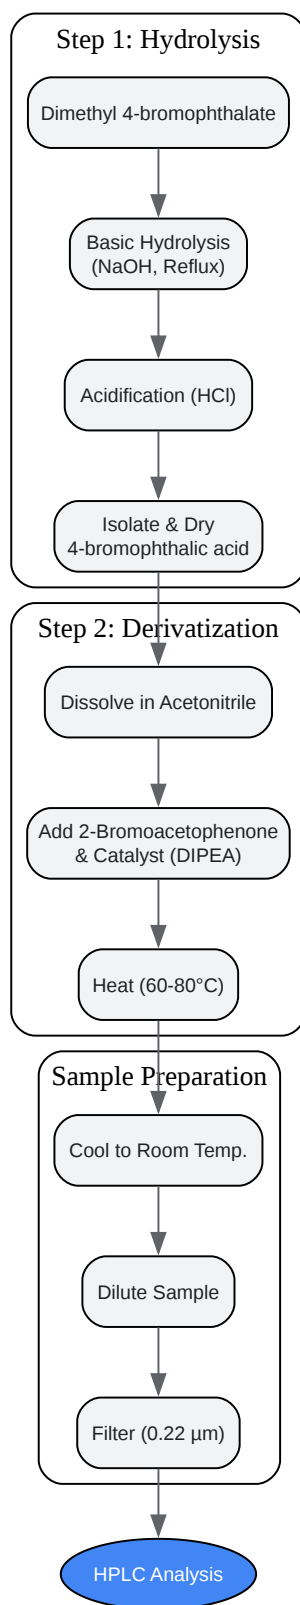 Step 1: Hydrolysis
Dimethyl 4-bromophthalate
Basic Hydrolysis
(NaOH, Reflux)
Acidification (HCl)
Isolate & Dry
4-bromophthalic acid
Step 2: Derivatization
Dissolve in Acetonitrile
Add 2-Bromoacetophenone
& Catalyst (DIPEA)
Heat (60-80°C)
Sample Preparation
Cool to Room Temp.
Dilute Sample
Filter (0.22 µm)
HPLC Analysis